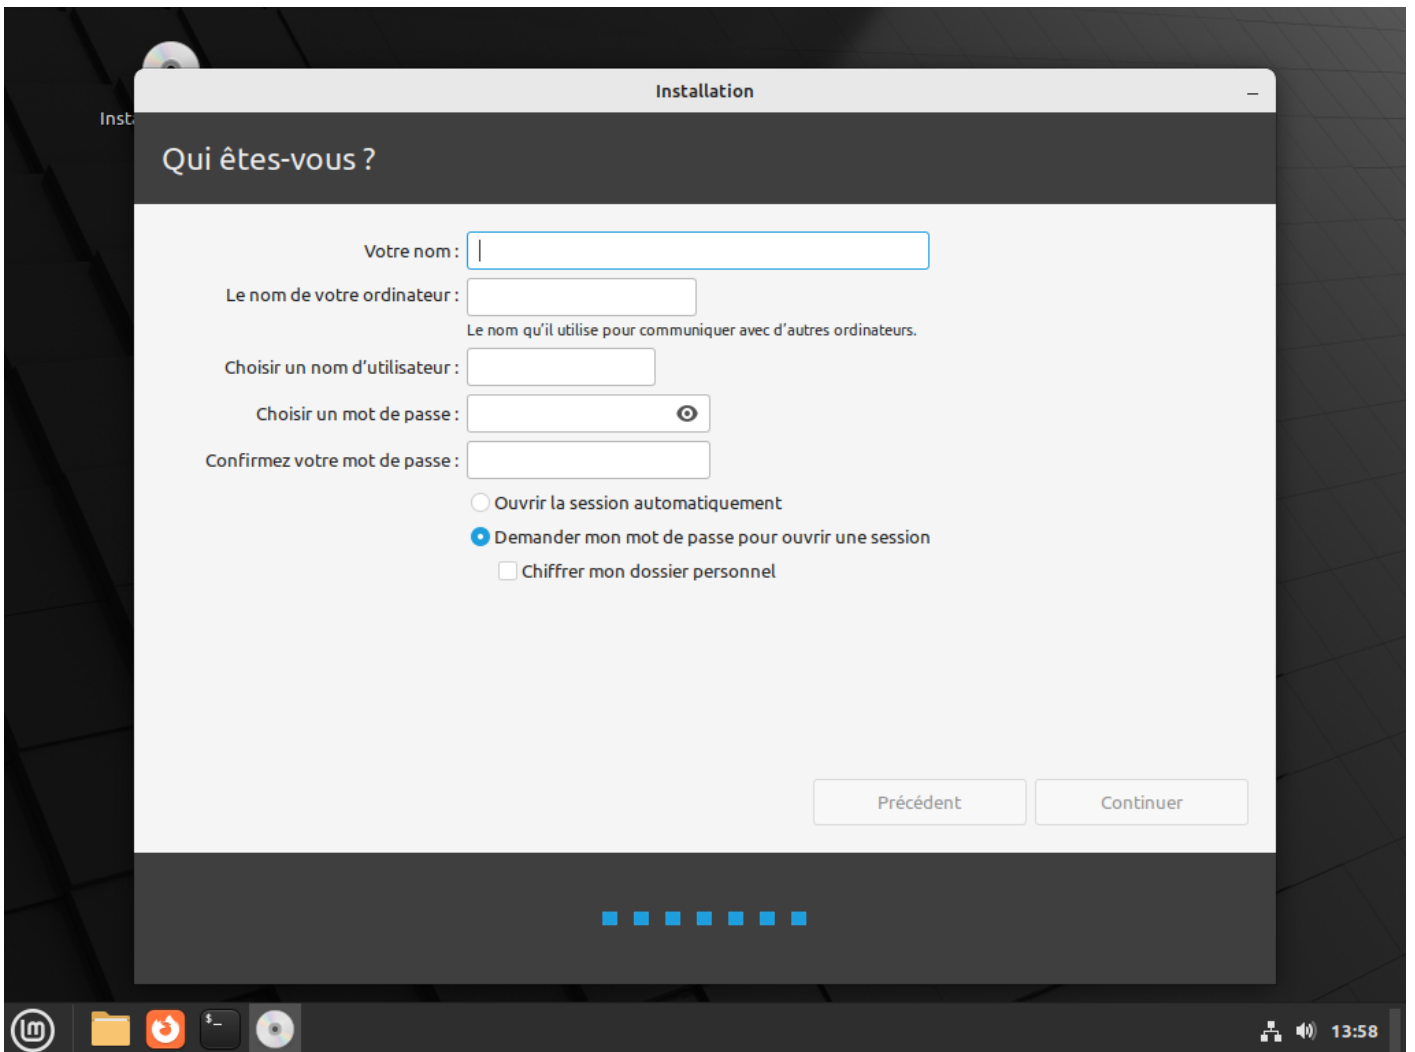 Installation
Insta
Qui êtes-vous ?
Votre nom :
Le nom de votre ordinateur :
Le nom qu’il utilise pour communiquer avec d’autres ordinateurs.
Choisir un nom d’utilisateur :
Choisir un mot de passe :
Confirmez votre mot de passe :
Ouvrir la session automatiquement
Demander mon mot de passe pour ouvrir une session
Chiffrer mon dossier personnel
Précédent Continuer
$_
13:58